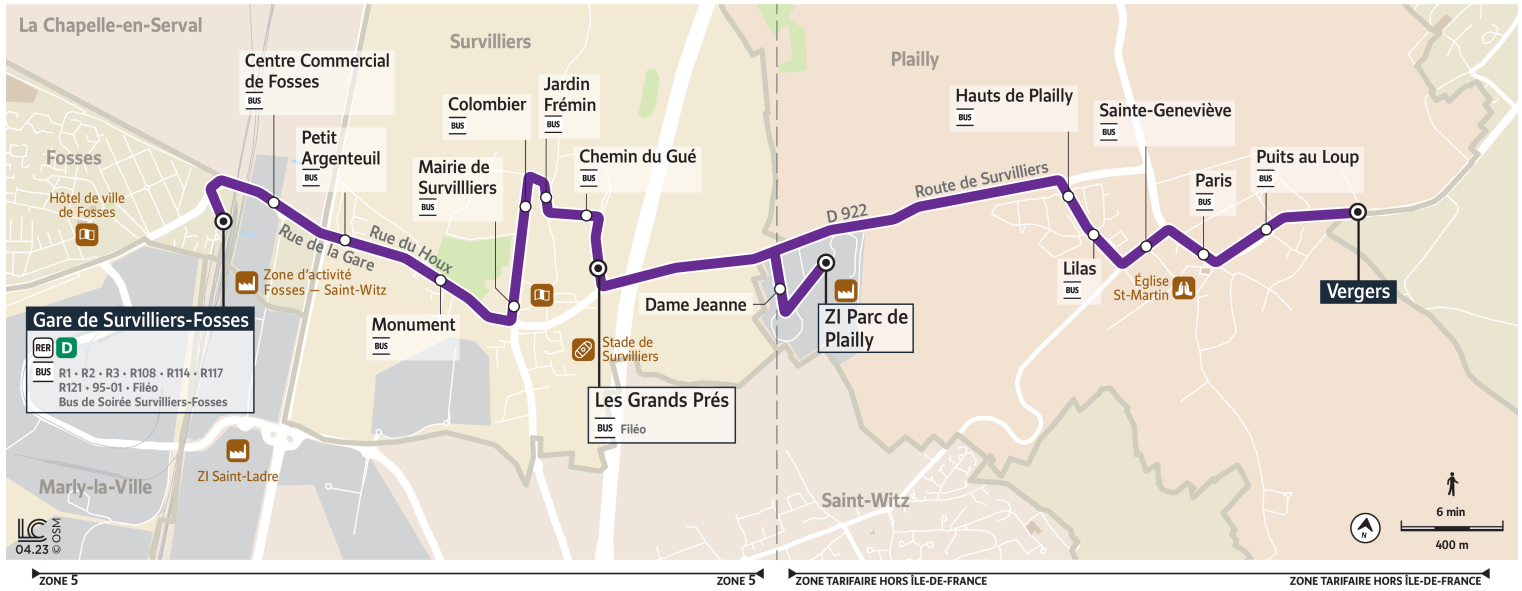 La Chapelle-en-Serval
Survilliers
Plailly
Fosses
Marly-la-Ville
Saint-Witz
Centre Commercial
de Fosses
BUS
Petit
Argenteuil
BUS
Colombier
BUS
Jardin
Frémin
BUS
Mairie de
Survillliers
BUS
Chemin du Gué
BUS
Hauts de Plailly
BUS
Sainte-Geneviève
BUS
Paris
BUS
Puits au Loup
BUS
Hôtel de ville
de Fosses
Rue de la Gare
Rue du Houx
D 922
Route de Survilliers
Zone d'activité
Fosses — Saint-Witz
Gare de Survilliers-Fosses
RER D
BUS R1 • R2 • R3 • R108 • R114 • R117
R121 • 95-01 • Filéo
Bus de Soirée Survilliers-Fosses
Monument
BUS
Stade de
Survilliers
Les Grands Prés
BUS Filéo
Dame Jeanne
ZI Parc de
Plailly
Lilas
BUS
Église
St-Martin
Vergers
ZI Saint-Ladre
LC
04.23 © OSM
N
6 min
400 m
ZONE 5
ZONE 5
ZONE TARIFAIRE HORS ÎLE-DE-FRANCE
ZONE TARIFAIRE HORS ÎLE-DE-FRANCE